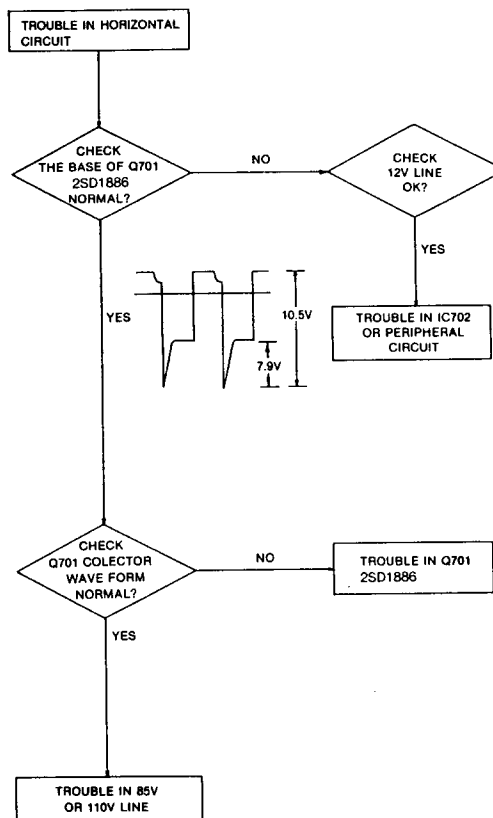 TROUBLE IN HORIZONTAL
CIRCUIT
CHECK
THE BASE OF Q701
2SD1886
NORMAL?
NO
CHECK
12V LINE
OK?
YES
YES
10.5V
7.9V
TROUBLE IN IC702
OR PERIPHERAL
CIRCUIT
CHECK
Q701 COLECTOR
WAVE FORM
NORMAL?
NO
TROUBLE IN Q701
2SD1886
YES
TROUBLE IN 85V
OR 110V LINE